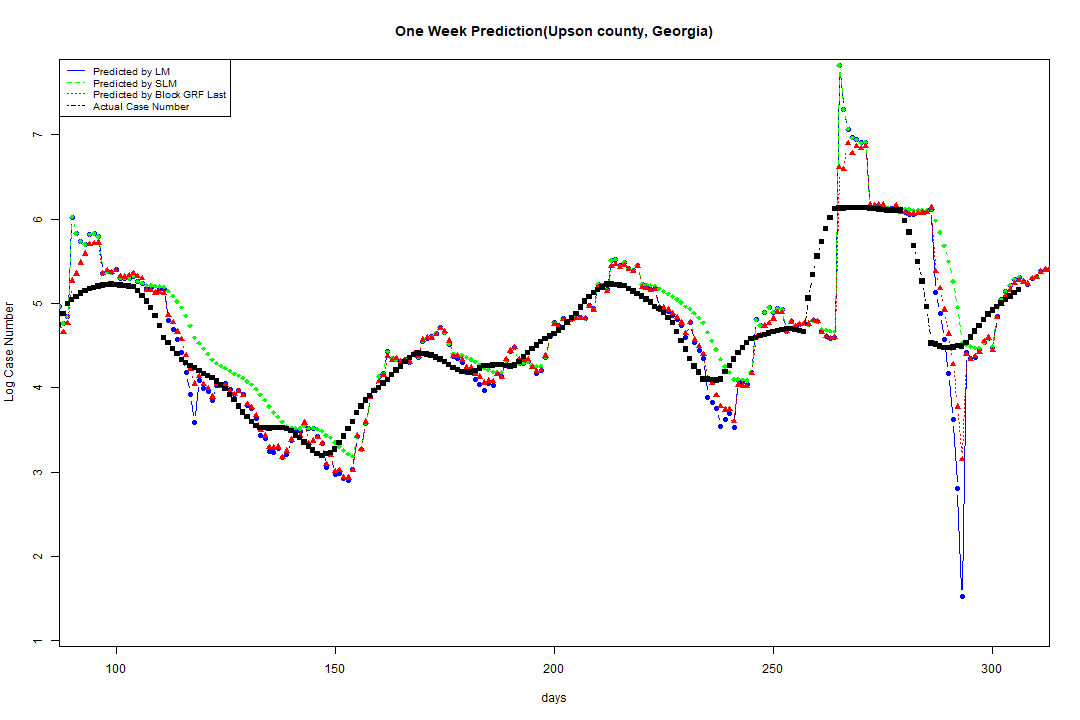 One Week Prediction(Upson county, Georgia)
Predicted by LM
Predicted by SLM
Predicted by Block GRF Last
Actual Case Number
Log Case Number
7
6
5
4
3
2
1
100 150 200 250 300
days